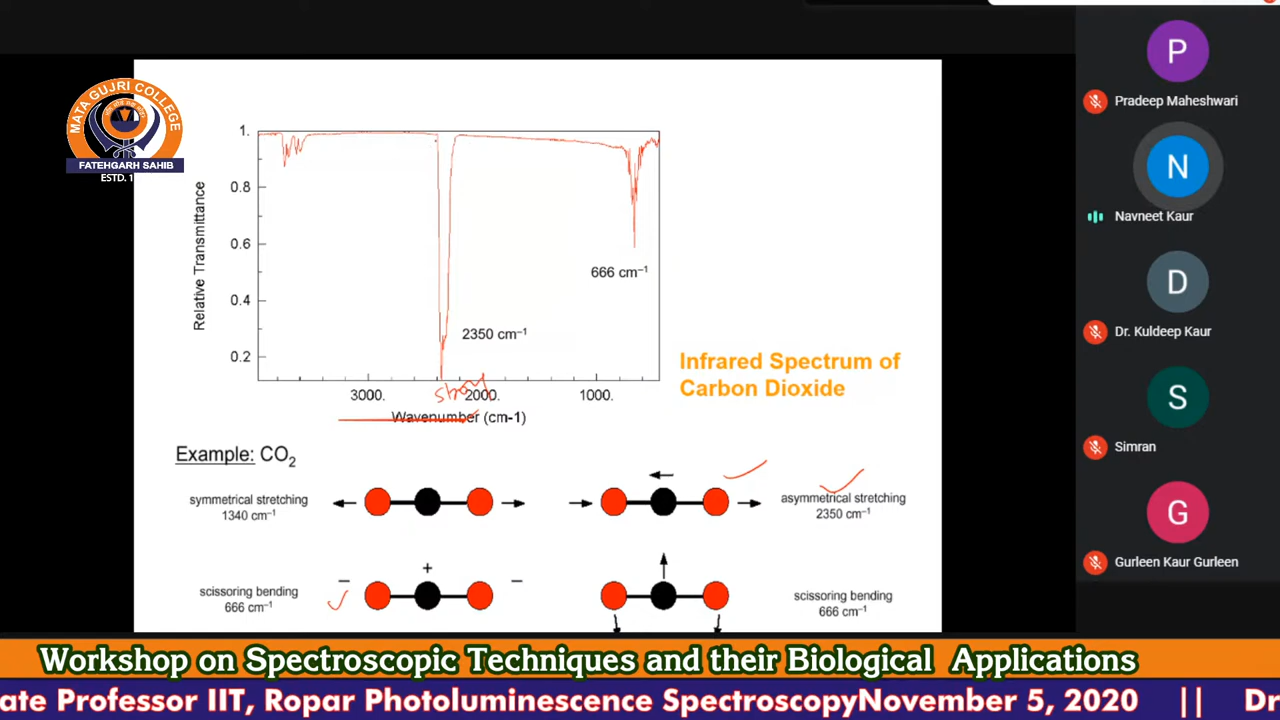 MATA GUJRI COLLEGE
FATEHGARH SAHIB
ESTD. 1
1.
0.8
0.6
0.4
0.2
Relative Transmittance
666 cm⁻¹
2350 cm⁻¹
3000.
2000.
1000.
Wavenumber (cm-1)
Infrared Spectrum of
Carbon Dioxide
Example: CO₂
symmetrical stretching
1340 cm⁻¹
asymmetrical stretching
2350 cm⁻¹
+
– –
scissoring bending
666 cm⁻¹
scissoring bending
666 cm⁻¹
P
Pradeep Maheshwari
N
Navneet Kaur
D
Dr. Kuldeep Kaur
S
Simran
G
Gurleen Kaur Gurleen
Workshop on Spectroscopic Techniques and their Biological Applications
ate Professor IIT, Ropar Photoluminescence SpectroscopyNovember 5, 2020 || Dr